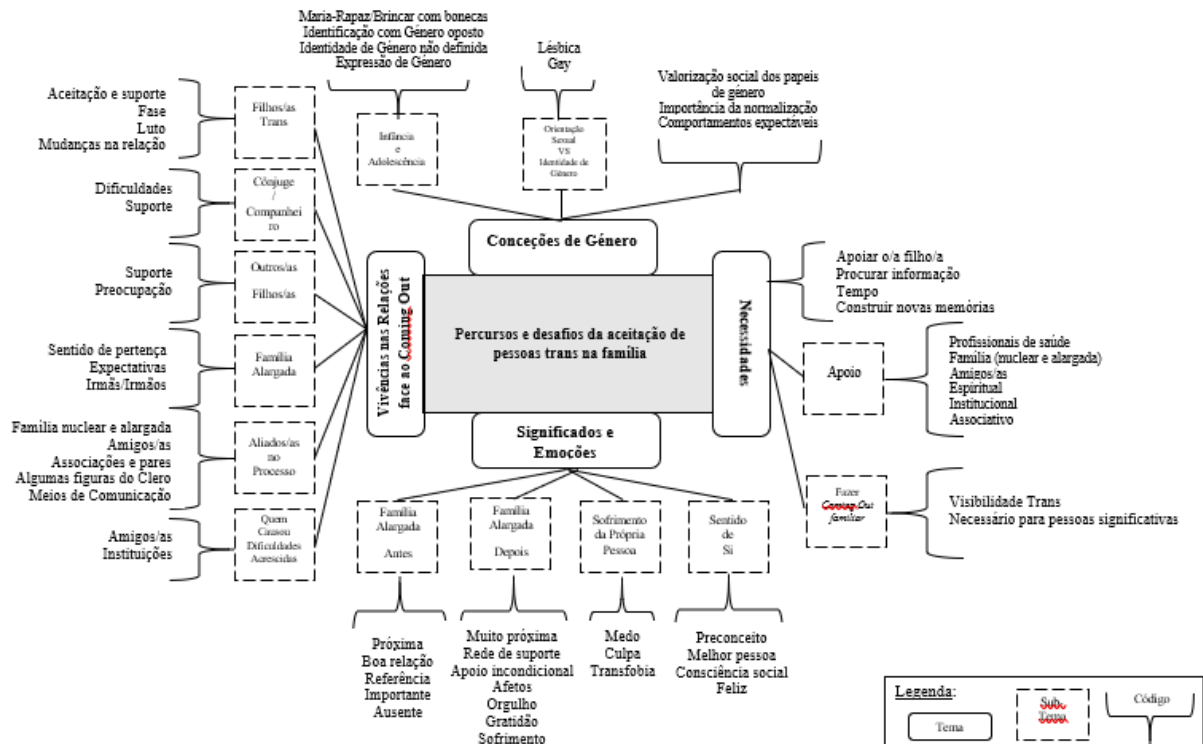 Maria-Rapaz/Brincar com bonecas
Identificação com Género oposto
Identidade de Género não definida
Expressão de Género
Lésbica
Gay
Valorização social dos papeis
de género
Importância da normalização
Comportamentos expectáveis
Infância
e
Adolescência
Orientação
Sexual
VS
Identidade de
Género
Conceções de Género
Aceitação e suporte
Fase
Luto
Mudanças na relação
Filhos/as
Trans
Dificuldades
Suporte
Cônjuge
/
Companhei
ro
Suporte
Preocupação
Outros/as
Filhos/as
Sentido de pertença
Expectativas
Irmãs/Irmãos
Família
Alargada
Família nuclear e alargada
Amigos/as
Associações e pares
Algumas figuras do Clero
Meios de Comunicação
Aliados/as
no
Processo
Amigos/as
Instituições
Quem
Causou
Dificuldades
Acrescidas
Vivências nas Relações
face ao Coming Out
Percursos e desafios da aceitação de
pessoas trans na família
Necessidades
Apoiar o/a filho/a
Procurar informação
Tempo
Construir novas memórias
Apoio
Profissionais de saúde
Família (nuclear e alargada)
Amigos/as
Espiritual
Institucional
Associativo
Fazer
Coming Out
familiar
Visibilidade Trans
Necessário para pessoas significativas
Significados e
Emoções
Família
Alargada
Antes
Família
Alargada
Depois
Sofrimento
da Própria
Pessoa
Sentido
de
Si
Próxima
Boa relação
Referência
Importante
Ausente
Muito próxima
Rede de suporte
Apoio incondicional
Afetos
Orgulho
Gratidão
Sofrimento
Medo
Culpa
Transfobia
Preconceito
Melhor pessoa
Consciência social
Feliz
Legenda:
Tema
Sub-
Tema
Código